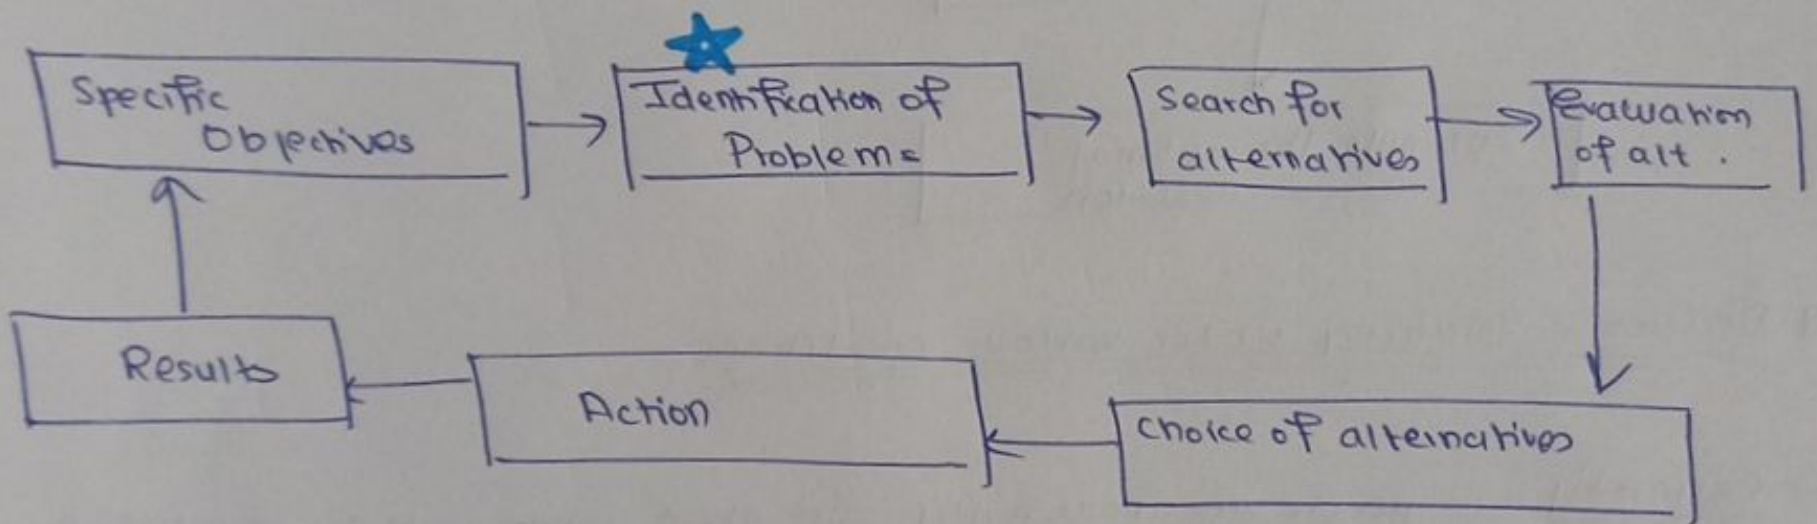 Specific
Objectives
Identification of
Problems
Search for
alternatives
Evaluation
of alt.
Choice of alternatives
Action
Results